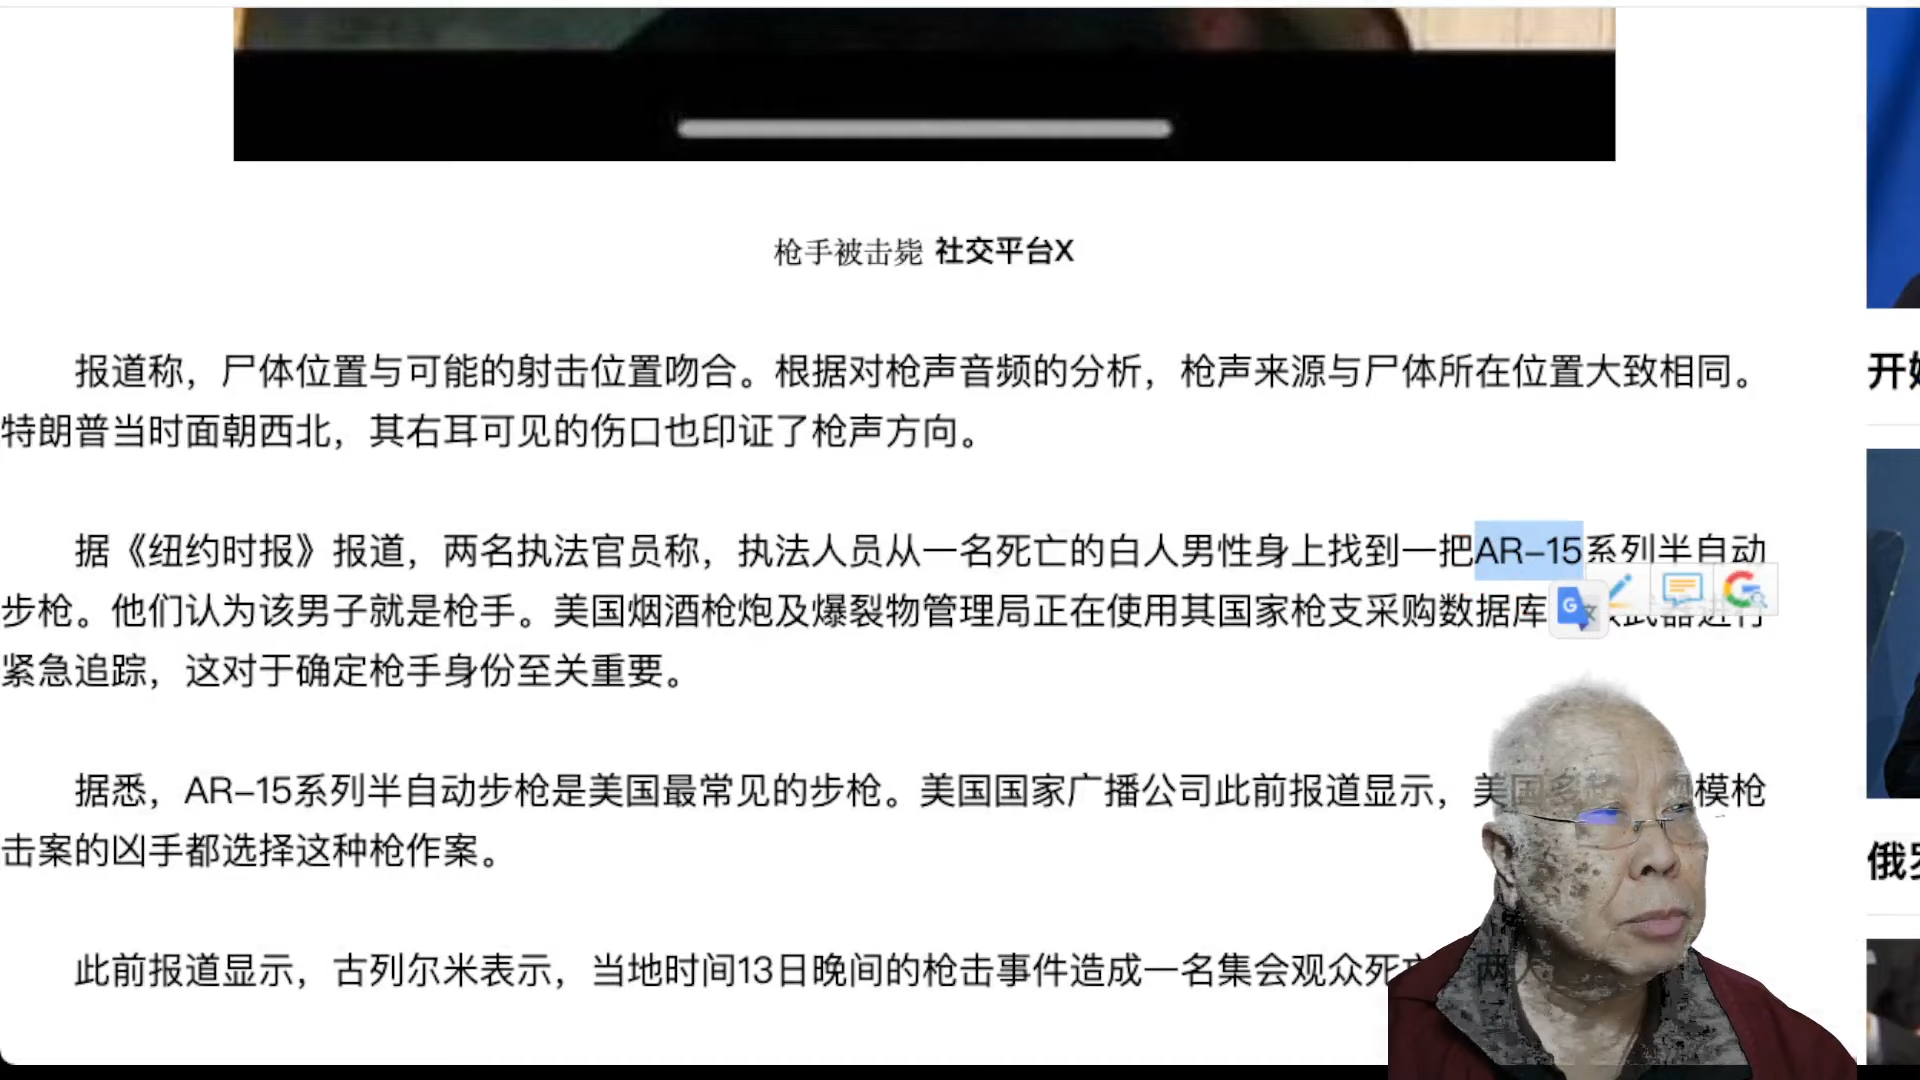 枪手被击毙 社交平台X
报道称，尸体位置与可能的射击位置吻合。根据对枪声音频的分析，枪声来源与尸体所在位置大致相同。
特朗普当时面朝西北，其右耳可见的伤口也印证了枪声方向。
据《纽约时报》报道，两名执法官员称，执法人员从一名死亡的白人男性身上找到一把AR-15系列半自动
步枪。他们认为该男子就是枪手。美国烟酒枪炮及爆裂物管理局正在使用其国家枪支采购数据库
紧急追踪，这对于确定枪手身份至关重要。
据悉，AR-15系列半自动步枪是美国最常见的步枪。美国国家广播公司此前报道显示，美国 模枪
击案的凶手都选择这种枪作案。
此前报道显示，古列尔米表示，当地时间13日晚间的枪击事件造成一名集会观众死
开
俄